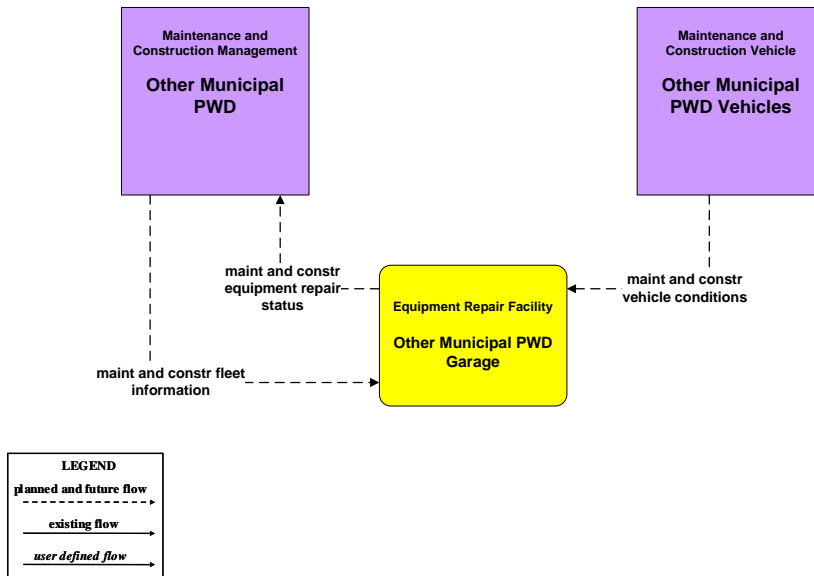 Maintenance and
Construction Management
Other Municipal
PWD
Maintenance and
Construction Vehicle
Other Municipal
PWD Vehicles
maint and constr
equipment repair
status
Equipment Repair Facility
Other Municipal PWD
Garage
maint and constr
vehicle conditions
maint and constr fleet
information
LEGEND
planned and future flow
existing flow
user defined flow